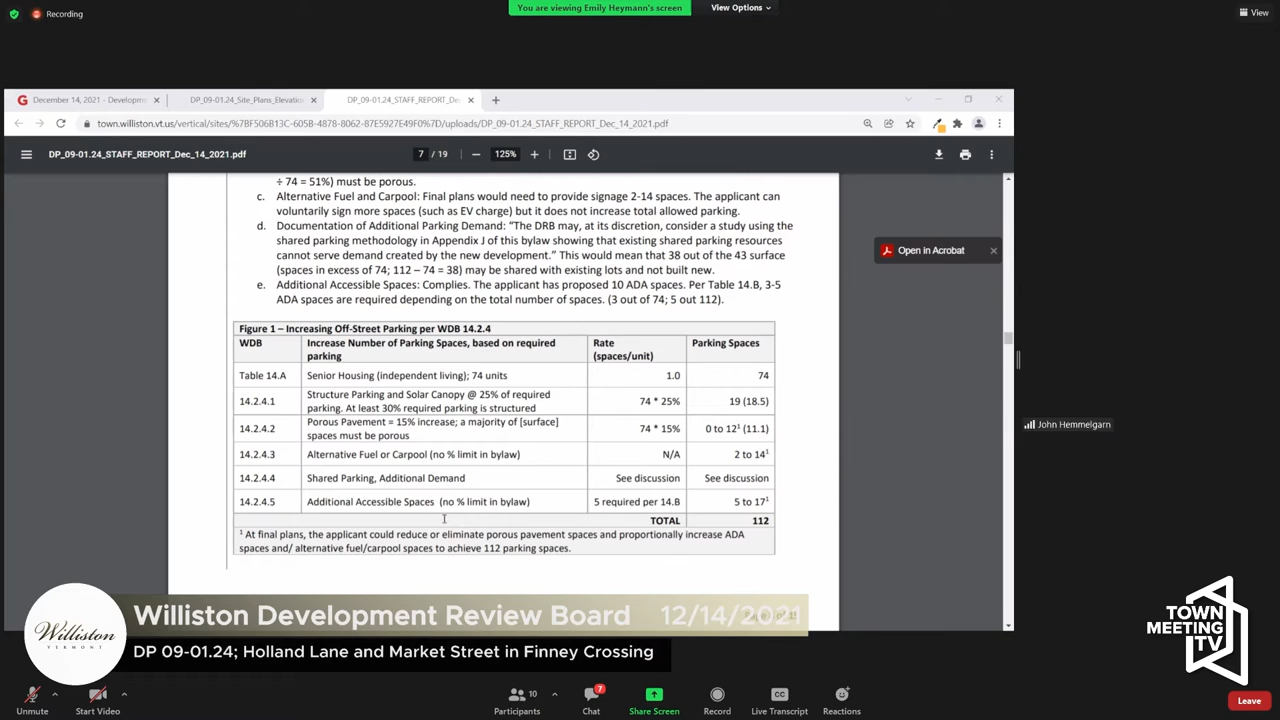 Recording
You are viewing Emily Heymann's screen
View Options
View
December 14, 2021 - Developm
DP_09-01.24_Site_Plans_Elevatio
DP_09-01.24_STAFF_REPORT_De
town.williston.vt.us/vertical/sites/%7BF506B13C-605B-4878-8062-87E5927E49F0%7D/uploads/DP_09-01.24_STAFF_REPORT_Dec_14_2021.pdf
DP_09-01.24_STAFF_REPORT_Dec_14_2021.pdf
7 / 19
125%
Open in Acrobat
÷ 74 = 51%) must be porous.
c. Alternative Fuel and Carpool: Final plans would need to provide signage 2-14 spaces. The applicant can
voluntarily sign more spaces (such as EV charge) but it does not increase total allowed parking.
d. Documentation of Additional Parking Demand: “The DRB may, at its discretion, consider a study using the
shared parking methodology in Appendix J of this bylaw showing that existing shared parking resources
cannot serve demand created by the new development.” This would mean that 38 out of the 43 surface
(spaces in excess of 74; 112 – 74 = 38) may be shared with existing lots and not built new.
e. Additional Accessible Spaces: Complies. The applicant has proposed 10 ADA spaces. Per Table 14.B, 3-5
ADA spaces are required depending on the total number of spaces. (3 out of 74; 5 out 112).
Figure 1 – Increasing Off-Street Parking per WDB 14.2.4
WDB Increase Number of Parking Spaces, based on required Rate Parking Spaces
parking (spaces/unit)
Table 14.A Senior Housing (independent living); 74 units 1.0 74
14.2.4.1 Structure Parking and Solar Canopy @ 25% of required 74 * 25% 19 (18.5)
parking. At least 30% required parking is structured
14.2.4.2 Porous Pavement = 15% increase; a majority of [surface] 74 * 15% 0 to 12¹ (11.1)
spaces must be porous
14.2.4.3 Alternative Fuel or Carpool (no % limit in bylaw) N/A 2 to 14¹
14.2.4.4 Shared Parking, Additional Demand See discussion See discussion
14.2.4.5 Additional Accessible Spaces (no % limit in bylaw) 5 required per 14.B 5 to 17¹
TOTAL 112
¹ At final plans, the applicant could reduce or eliminate porous pavement spaces and proportionally increase ADA
spaces and/ alternative fuel/carpool spaces to achieve 112 parking spaces.
John Hemmelgarn
Williston
VERMONT
Williston Development Review Board 12/14/2021
DP 09-01.24; Holland Lane and Market Street in Finney Crossing
TOWN
MEETING
TV
Unmute
Start Video
10
Participants
7
Chat
Share Screen
Record
CC
Live Transcript
Reactions
Leave